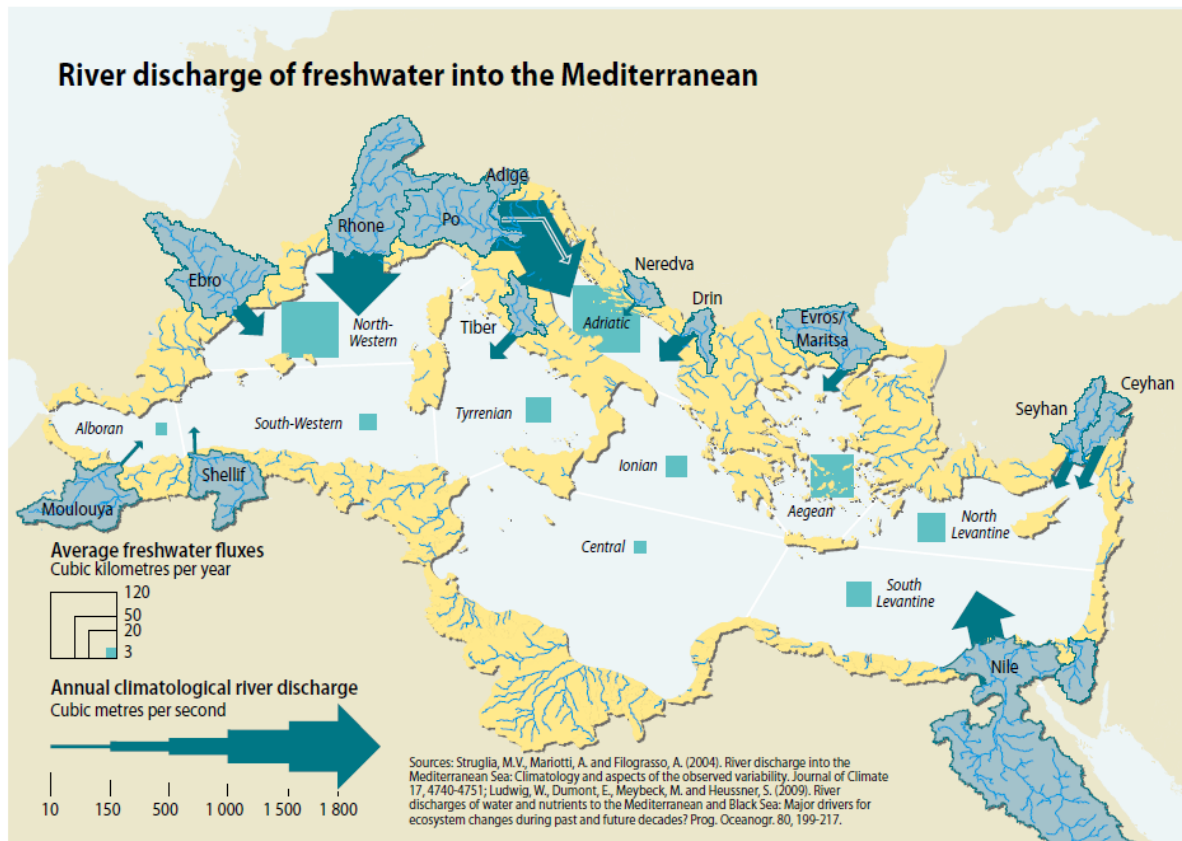 River discharge of freshwater into the Mediterranean
Adige
Rhone
Po
Ebro
Neredva
Drin
Tiber
Evros/
Maritsa
Ceyhan
Seyhan
North-
Western
Adriatic
Alboran
South-Western
Tyrrenian
Ionian
Aegean
North
Levantine
Central
South
Levantine
Moulouya
Shellif
Nile
Average freshwater fluxes
Cubic kilometres per year
120
50
20
3
Annual climatological river discharge
Cubic metres per second
10 150 500 1 000 1 500 1 800
Sources: Struglia, M.V., Mariotti, A. and Filograsso, A. (2004). River discharge into the
Mediterranean Sea: Climatology and aspects of the observed variability. Journal of Climate
17, 4740-4751; Ludwig, W., Dumont, E., Meybeck, M. and Heussner, S. (2009). River
discharges of water and nutrients to the Mediterranean and Black Sea: Major drivers for
ecosystem changes during past and future decades? Prog. Oceanogr. 80, 199-217.